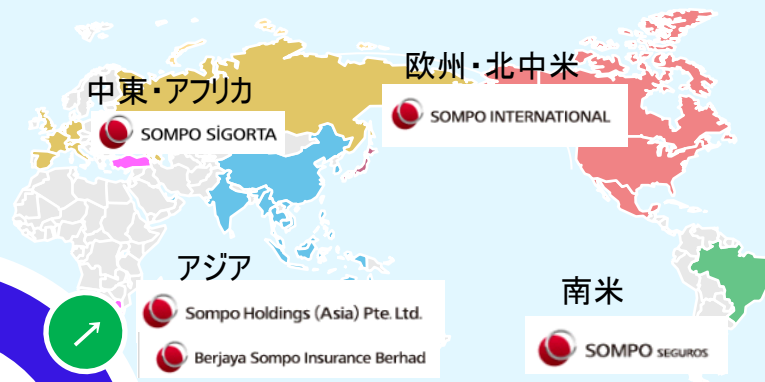 欧州・北中米
SOMPO INTERNATIONAL
中東・アフリカ
SOMPO SİGORTA
アジア
Sompo Holdings (Asia) Pte. Ltd.
Berjaya Sompo Insurance Berhad
南米
SOMPO SEGUROS